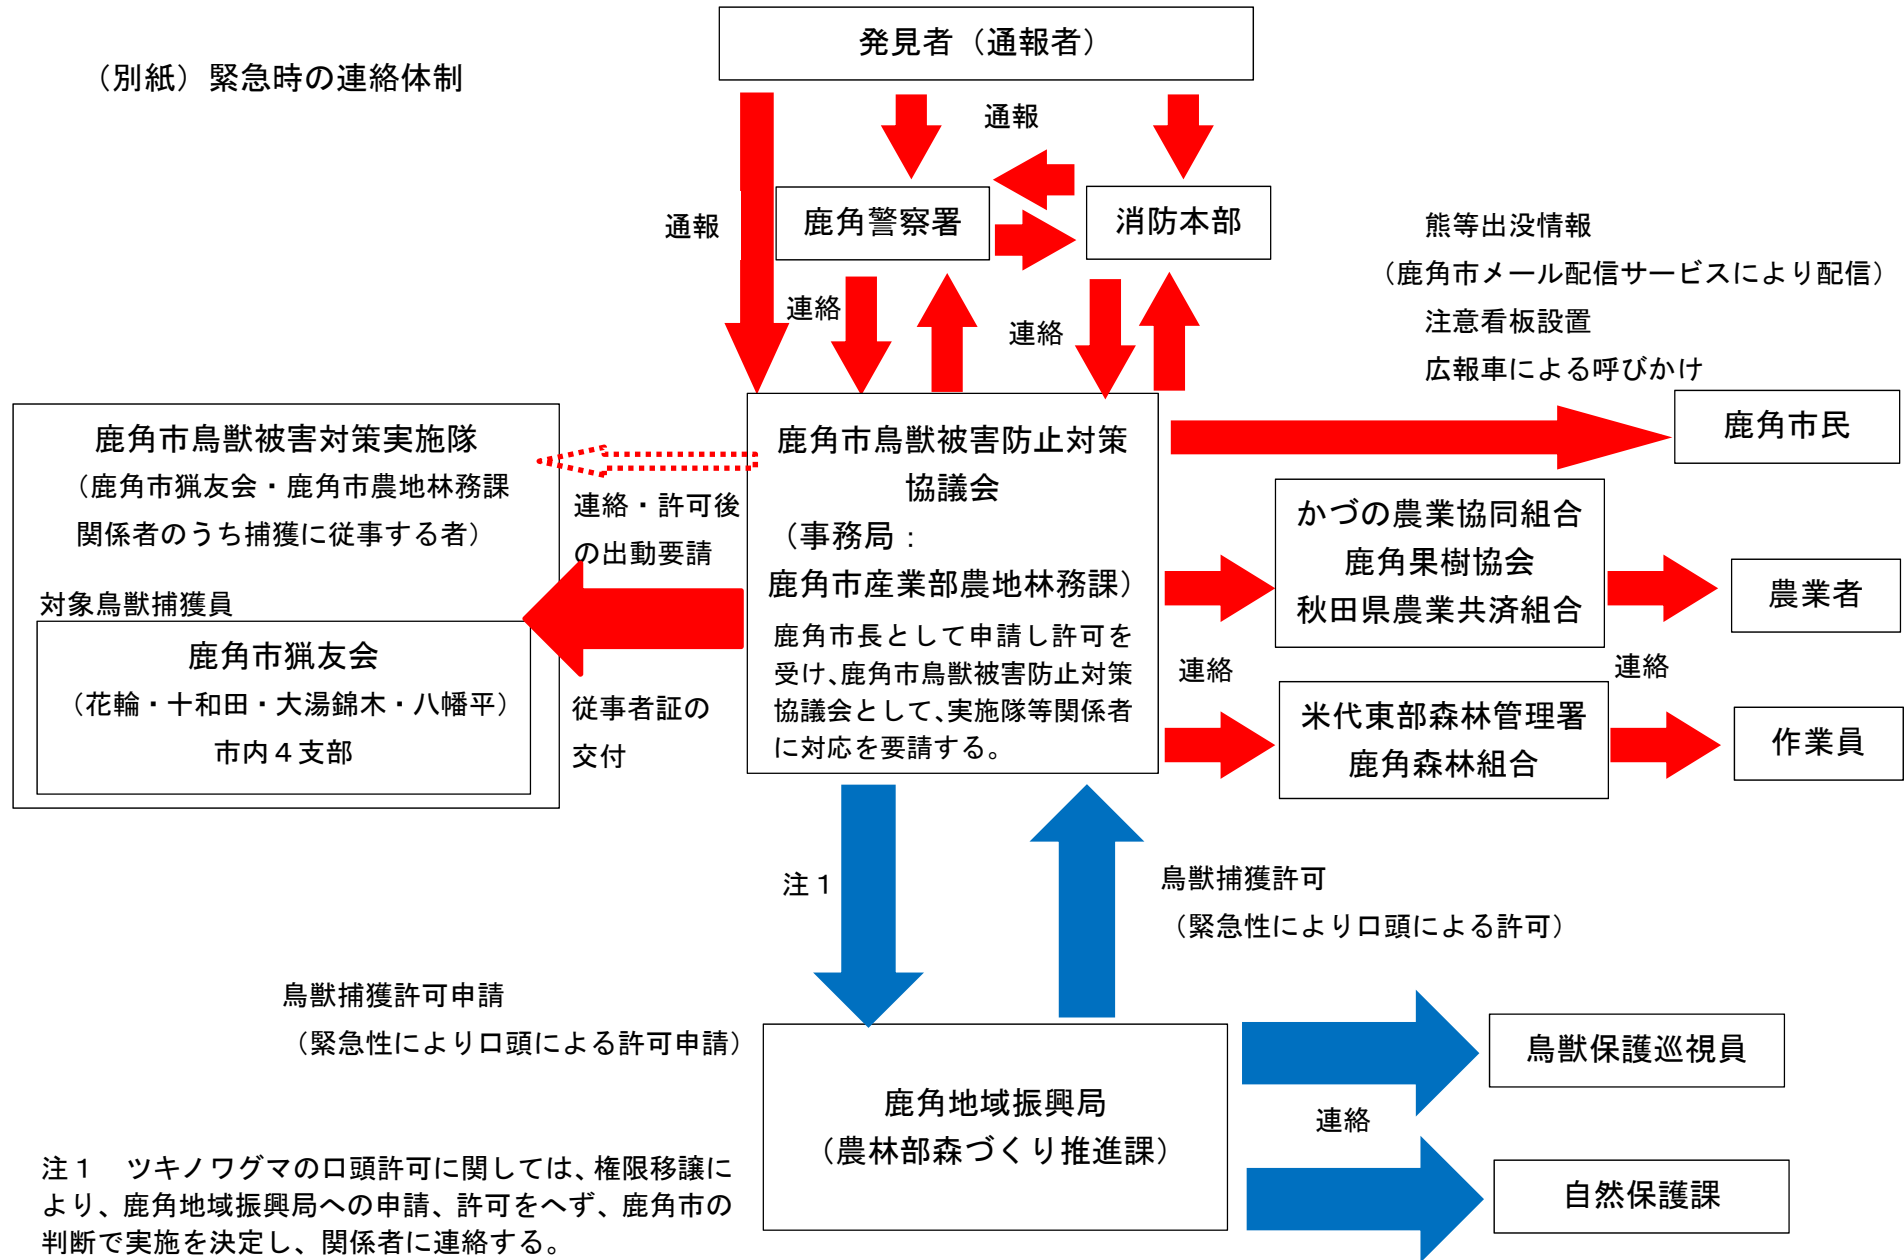 発見者（通報者）
（別紙）緊急時の連絡体制
通報
通報
鹿角警察署
消防本部
連絡
連絡
熊等出没情報
（鹿角市メール配信サービスにより配信）
注意看板設置
広報車による呼びかけ
鹿角市民
鹿角市鳥獣被害対策実施隊
（鹿角市猟友会・鹿角市農地林務課
関係者のうち捕獲に従事する者）
対象鳥獣捕獲員
鹿角市猟友会
（花輪・十和田・大湯錦木・八幡平）
市内４支部
連絡・許可後
の出動要請
従事者証の
交付
鹿角市鳥獣被害防止対策
協議会
（事務局：
鹿角市産業部農地林務課）
鹿角市長として申請し許可を
受け、鹿角市鳥獣被害防止対策
協議会として、実施隊等関係者
に対応を要請する。
かづの農業協同組合
鹿角果樹協会
秋田県農業共済組合
農業者
連絡
連絡
米代東部森林管理署
鹿角森林組合
作業員
注１
鳥獣捕獲許可
（緊急性により口頭による許可）
鳥獣捕獲許可申請
（緊急性により口頭による許可申請）
鹿角地域振興局
（農林部森づくり推進課）
鳥獣保護巡視員
連絡
自然保護課
注１　ツキノワグマの口頭許可に関しては、権限移譲に
より、鹿角地域振興局への申請、許可をへず、鹿角市の
判断で実施を決定し、関係者に連絡する。